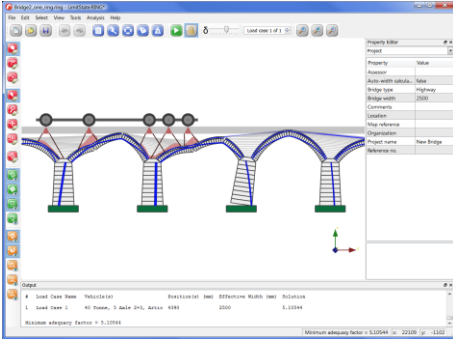 Bridge2_one_ring.ring - LimitState:RING*
File Edit Select View Tools Analysis Help
δ Load case 1 of 1
Property Editor
Project
Property Value
Assessor
Auto-width calcula... false
Bridge type Highway
Bridge width 2500
Comments
Location
Map reference
Organization
Project name New Bridge
Reference no.
Output
# Load Case Name Vehicle(s) Position(s) (mm) Effective Width (mm) Solution
1 Load Case 1 40 Tonne, 5 Axle 2+3, Artic 6390 2500 5.10544
Minimum adequacy factor = 5.10544
Minimum adequacy factor = 5.10544 x: 22109 y: -1102